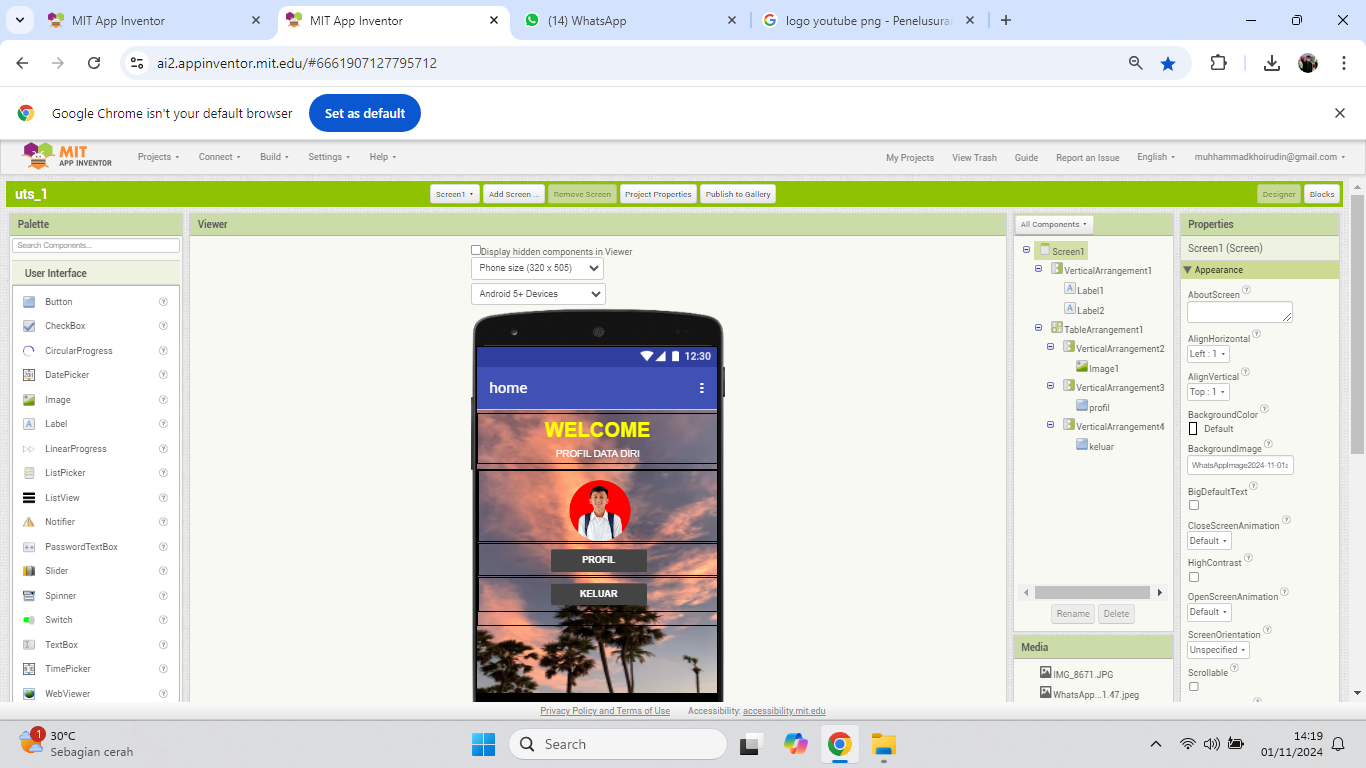 MIT App Inventor
MIT App Inventor
(14) WhatsApp
logo youtube png - Penelusuran
ai2.appinventor.mit.edu/#6661907127795712
Google Chrome isn't your default browser
Set as default
MIT
APP INVENTOR
Projects
Connect
Build
Settings
Help
My Projects
View Trash
Guide
Report an Issue
English
muhhammadkhoirudin@gmail.com
uts_1
Screen1
Add Screen ...
Remove Screen
Project Properties
Publish to Gallery
Designer
Blocks
Palette
Search Components...
User Interface
Button
CheckBox
CircularProgress
DatePicker
Image
Label
LinearProgress
ListPicker
ListView
Notifier
PasswordTextBox
Slider
Spinner
Switch
TextBox
TimePicker
WebViewer
Viewer
Display hidden components in Viewer
Phone size (320 x 505)
Android 5+ Devices
12:30
home
WELCOME
PROFIL DATA DIRI
PROFIL
KELUAR
All Components
Screen1
VerticalArrangement1
Label1
Label2
TableArrangement1
VerticalArrangement2
Image1
VerticalArrangement3
profil
VerticalArrangement4
keluar
Rename
Delete
Media
IMG_8671.JPG
WhatsApp...1.47.jpeg
Properties
Screen1 (Screen)
Appearance
AboutScreen
AlignHorizontal
Left : 1
AlignVertical
Top : 1
BackgroundColor
Default
BackgroundImage
WhatsAppImage2024-11-01a
BigDefaultText
CloseScreenAnimation
Default
HighContrast
OpenScreenAnimation
Default
ScreenOrientation
Unspecified
Scrollable
Privacy Policy and Terms of Use
Accessibility: accessibility.mit.edu
1
30°C
Sebagian cerah
Search
14:19
01/11/2024